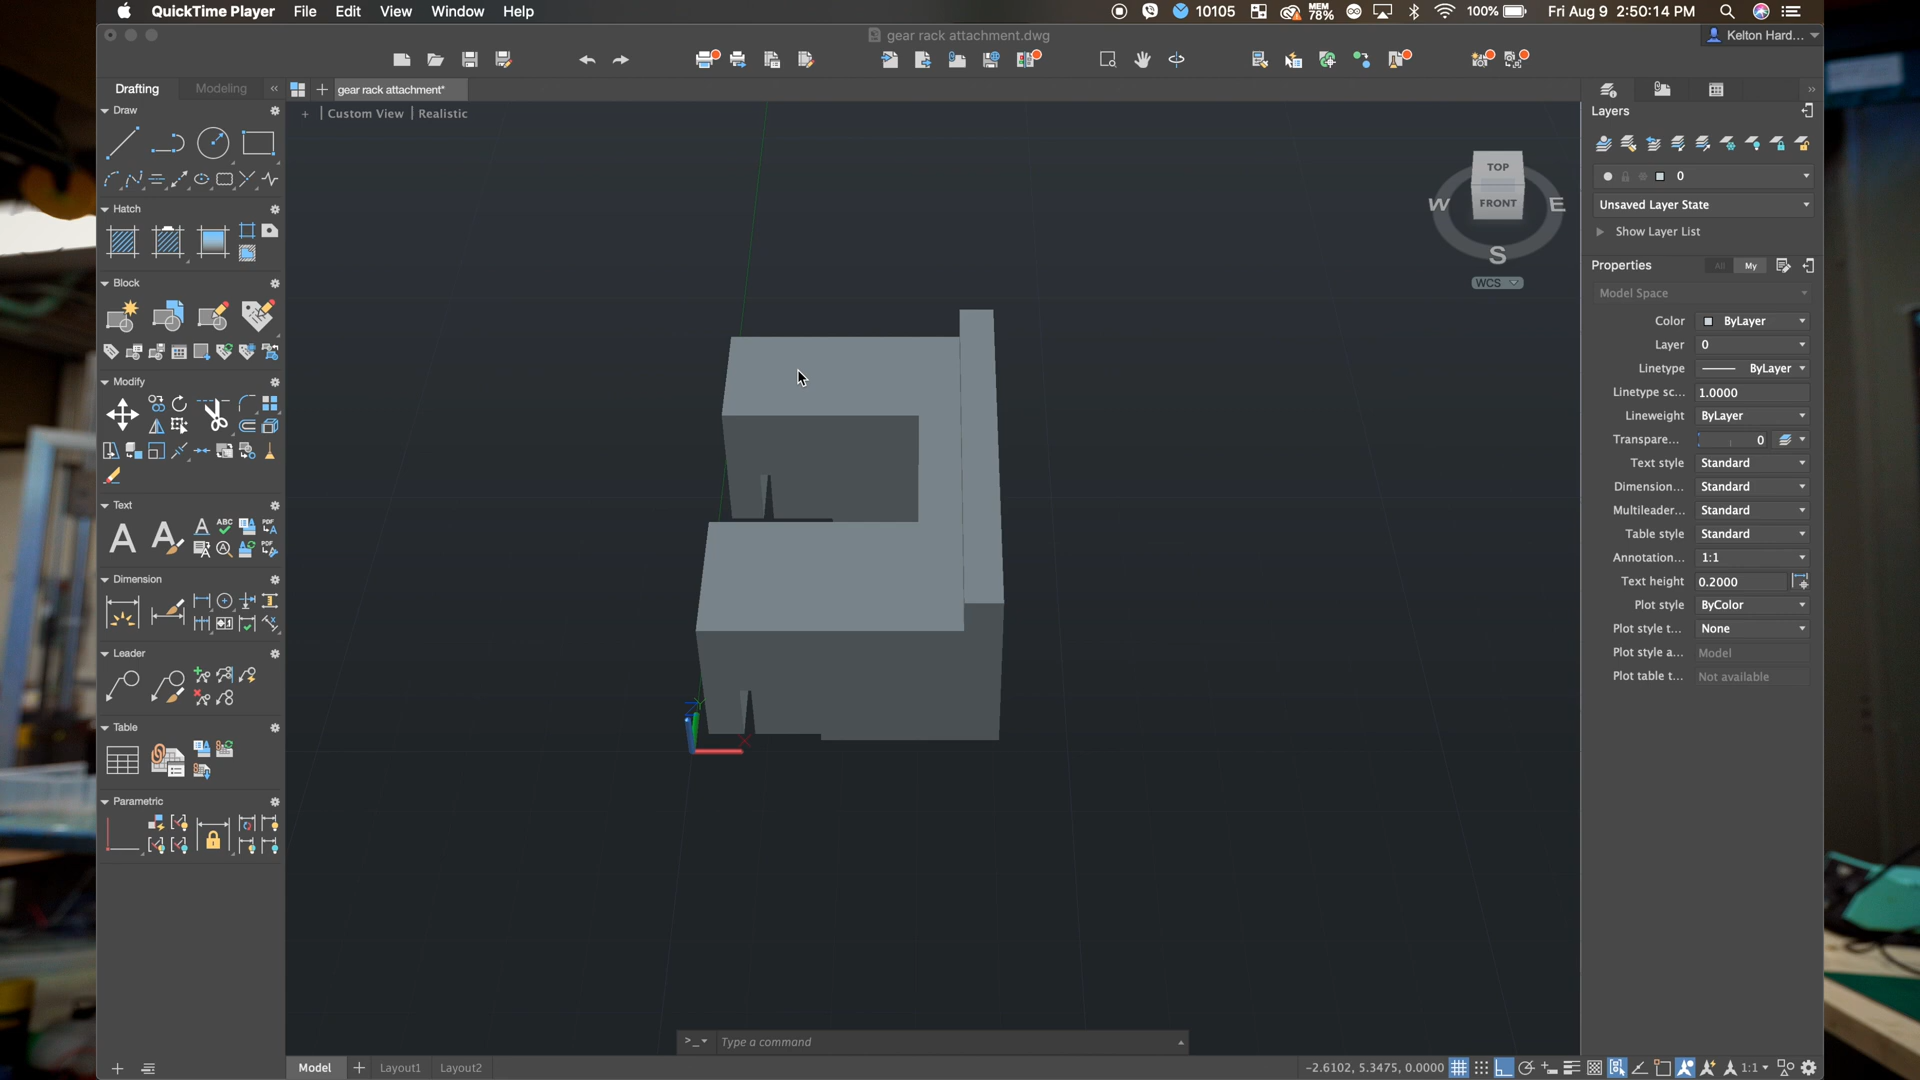 QuickTime Player File Edit View Window Help
10105 MEM 78% 100% Fri Aug 9 2:50:14 PM
gear rack attachment.dwg
Kelton Hard...
Drafting Modeling « gear rack attachment*
+ Custom View Realistic
Draw
Hatch
Block
Modify
Text
A A A ABC PDF
A PDF
Dimension
Leader
Table
Parametric
TOP
FRONT
W E
S
WCS
Layers
0
Unsaved Layer State
Show Layer List
Properties All My
Model Space
Color ByLayer
Layer 0
Linetype ByLayer
Linetype sc... 1.0000
Lineweight ByLayer
Transpare... 0
Text style Standard
Dimension... Standard
Multileader... Standard
Table style Standard
Annotation... 1:1
Text height 0.2000
Plot style ByColor
Plot style t... None
Plot style a... Model
Plot table t... Not available
X Y
>_ Type a command
Model + Layout1 Layout2
-2.6102, 5.3475, 0.0000 1:1